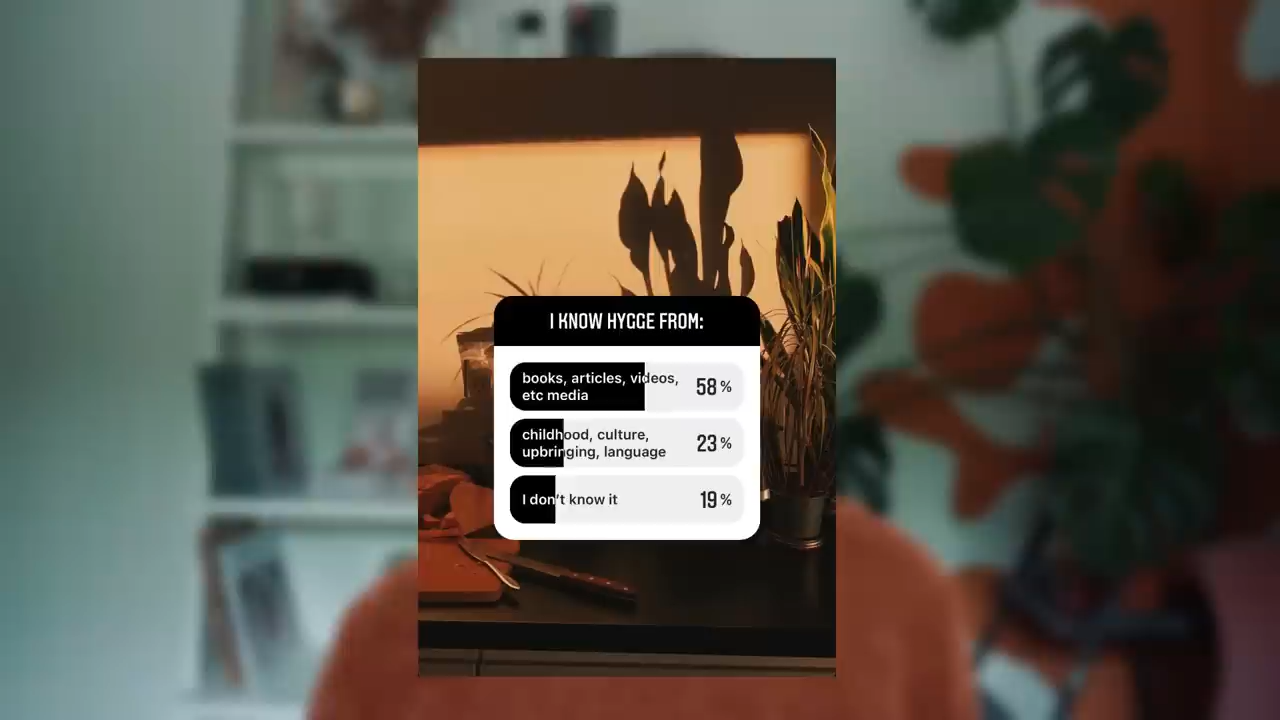 I KNOW HYGGE FROM:
books, articles, videos,
etc media
58 %
childhood, culture,
upbringing, language
23 %
I don't know it
19 %